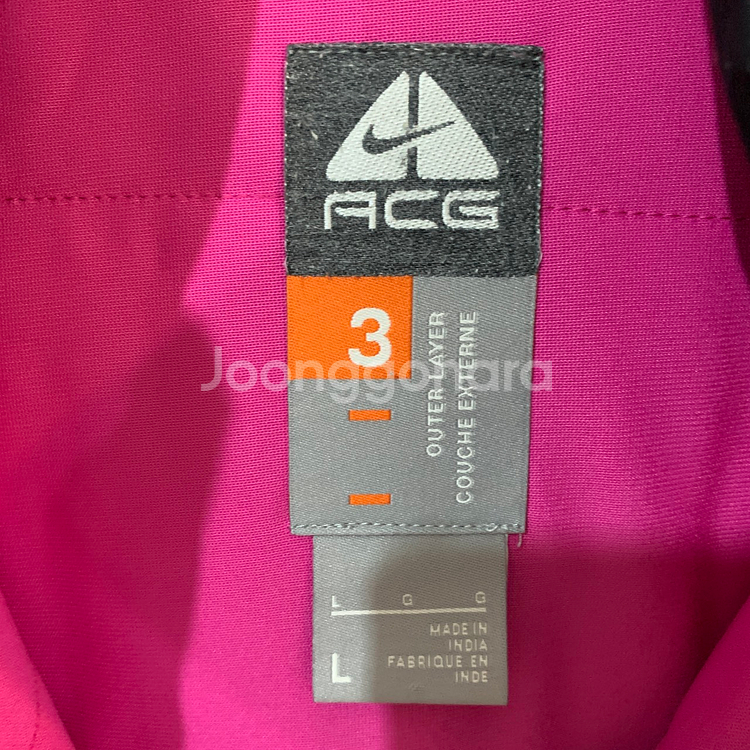 ACG
3
OUTER LAYER
COUCHE EXTERNE
Joonggonara
L G G
L
MADE IN
INDIA
FABRIQUE EN
INDE